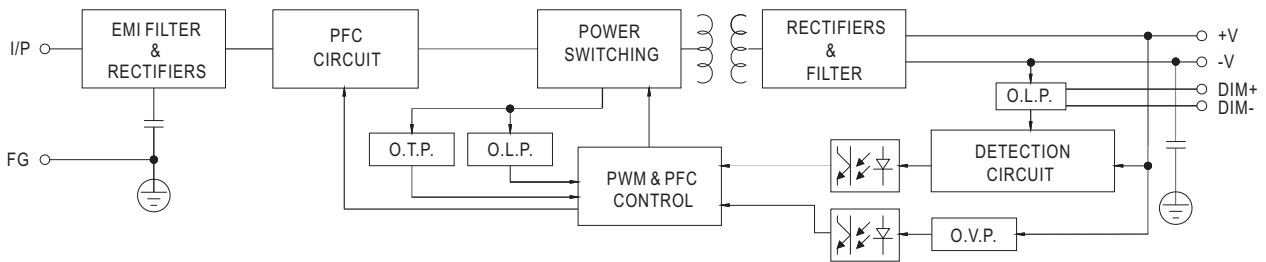 I/P
EMI FILTER
&
RECTIFIERS
PFC
CIRCUIT
POWER
SWITCHING
RECTIFIERS
&
FILTER
+V
-V
DIM+
DIM-
O.L.P.
FG
O.T.P.
O.L.P.
PWM & PFC
CONTROL
DETECTION
CIRCUIT
O.V.P.